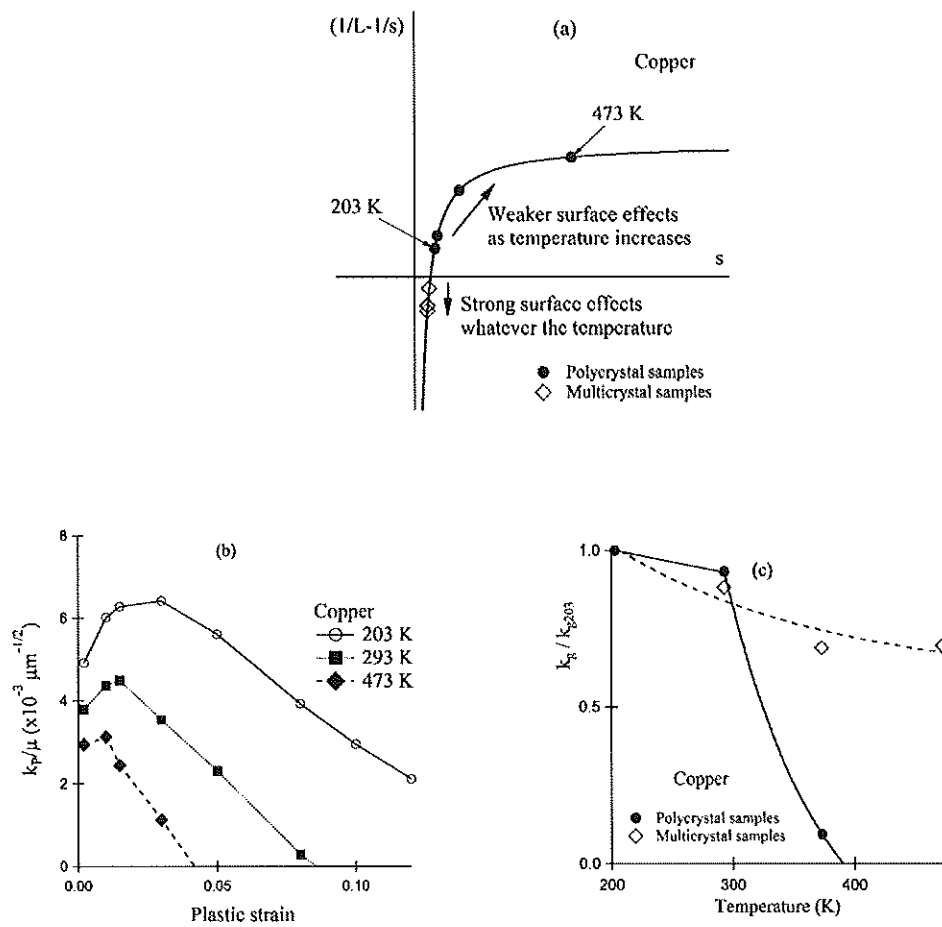 (1/L-1/s)
(a)
Copper
473 K
203 K
Weaker surface effects
as temperature increases
s
Strong surface effects
whatever the temperature
Polycrystal samples
Multicrystal samples
(b)
8
6
4
2
0
kP/μ (x10⁻³ μm⁻¹/²)
Copper
203 K
293 K
473 K
0.00
0.05
0.10
Plastic strain
(c)
1.0
0.5
0.0
kg / kg203
Copper
Polycrystal samples
Multicrystal samples
200
300
400
Temperature (K)